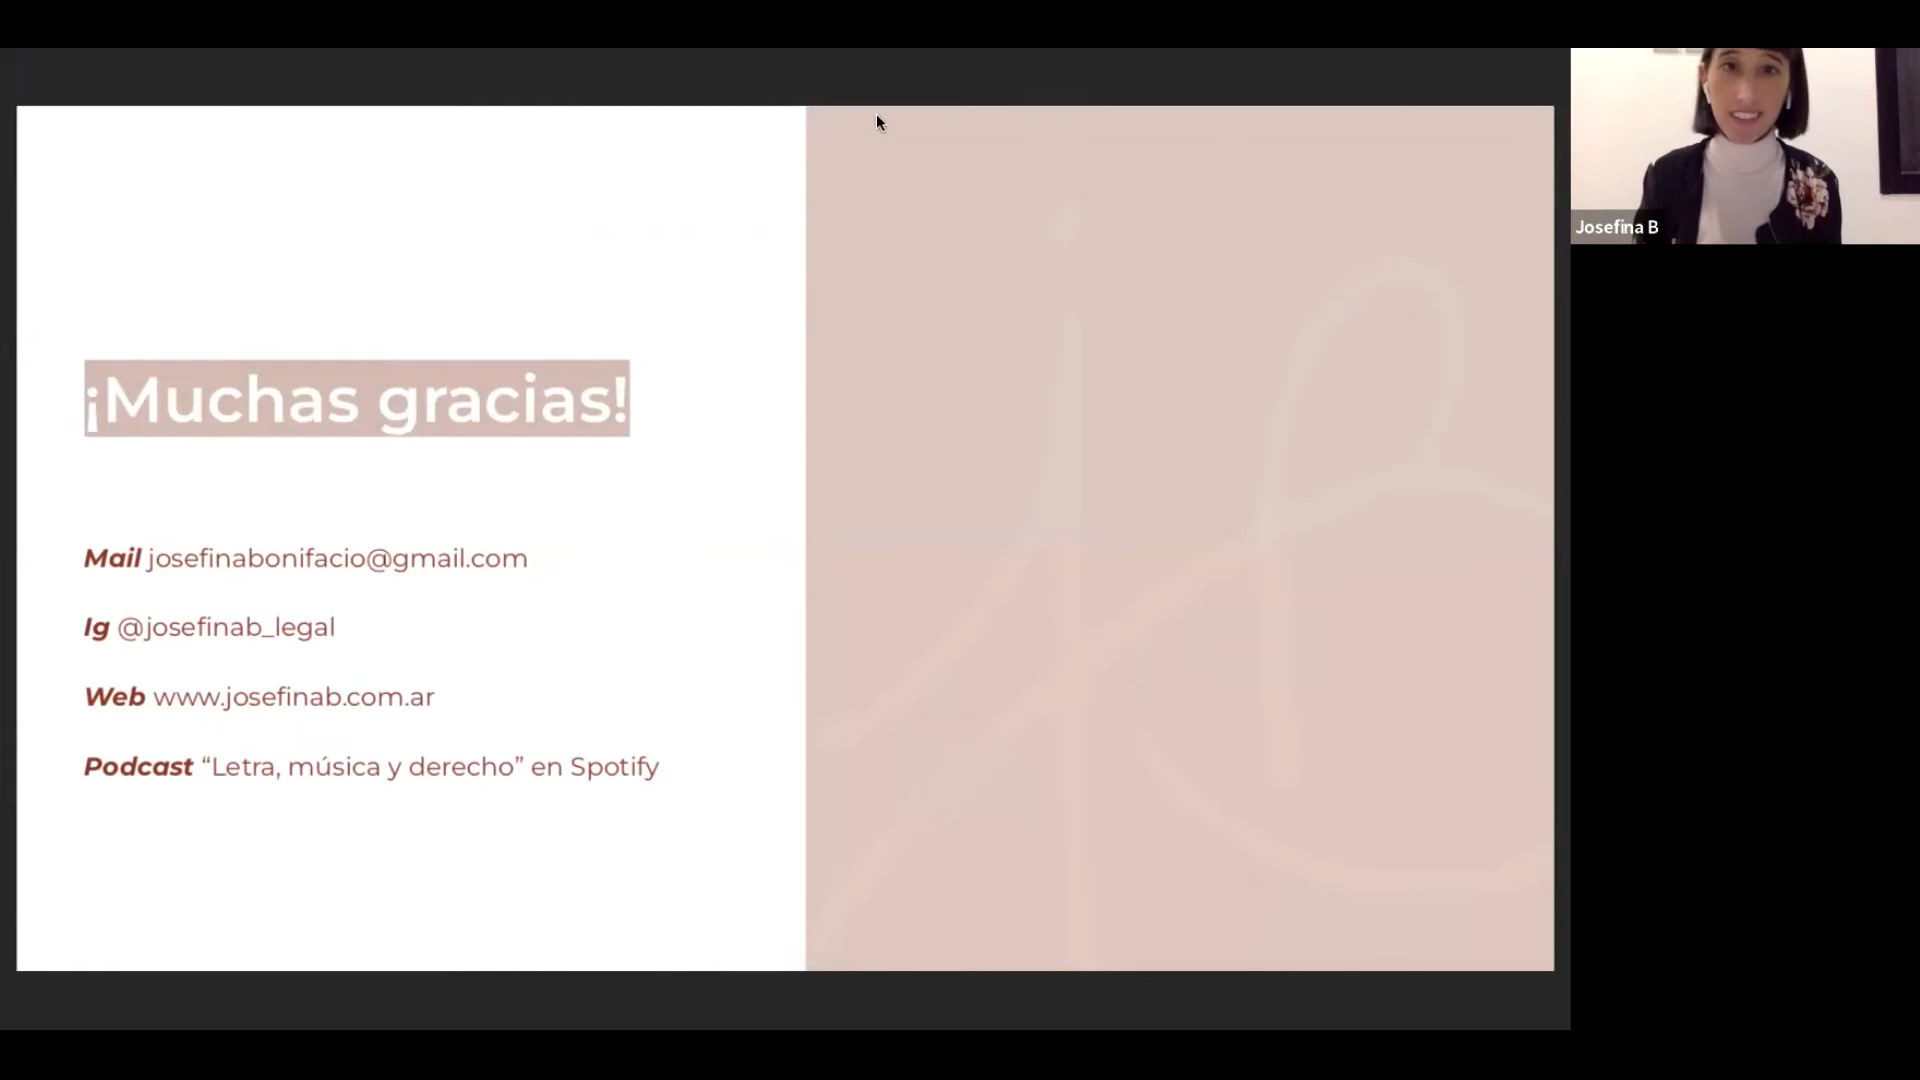 ¡Muchas gracias!
Mail josefinabonifacio@gmail.com
Ig @josefinab_legal
Web www.josefinab.com.ar
Podcast “Letra, música y derecho” en Spotify
Josefina B